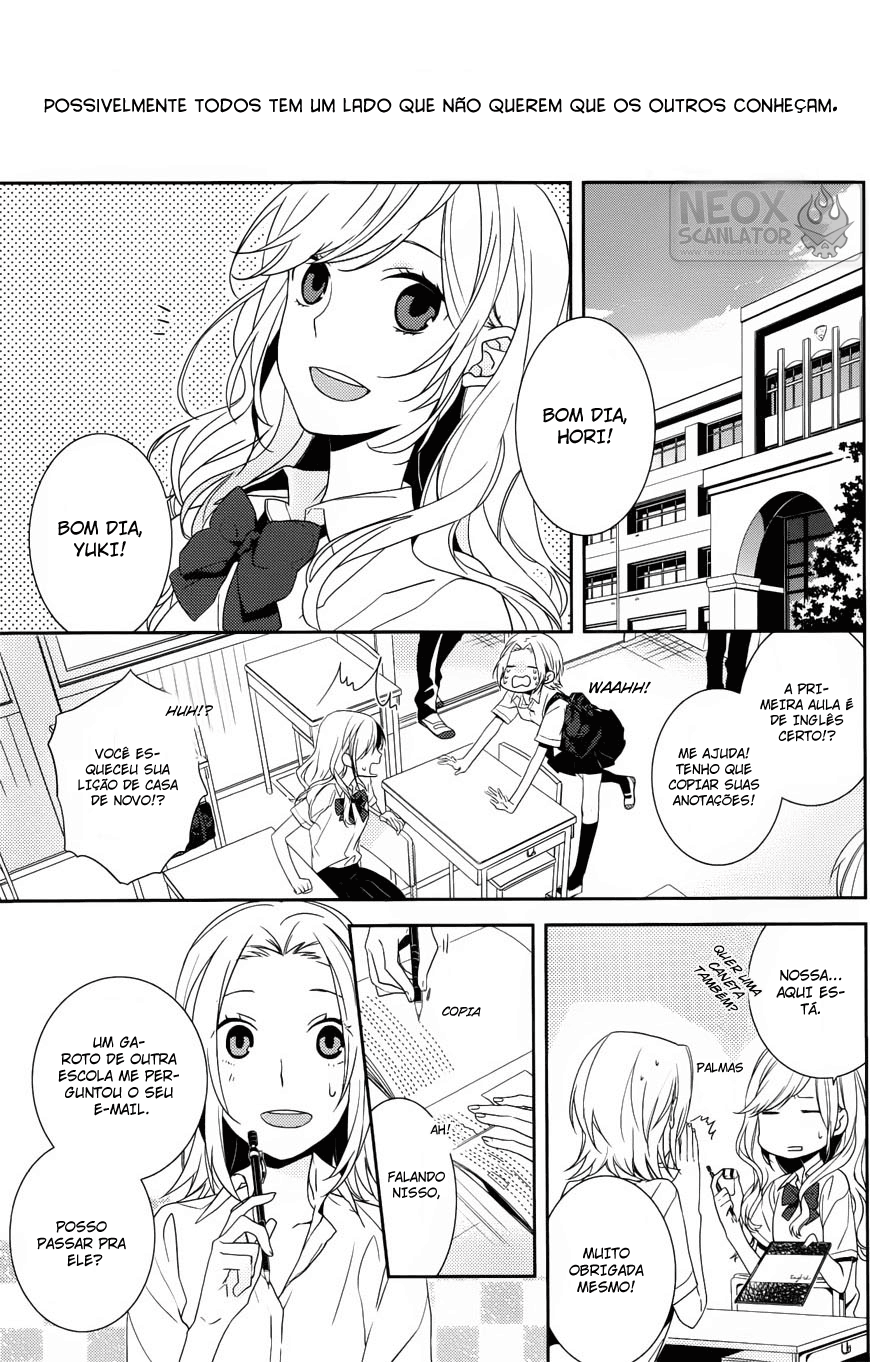 POSSIVELMENTE TODOS TEM UM LADO QUE NÃO QUEREM QUE OS OUTROS CONHEÇAM.
NEOX
SCANLATOR
BOM DIA,
HORI!
BOM DIA,
YUKI!
A PRI-
MEIRA AULA É
DE INGLÊS
CERTO!?
ME AJUDA!
TENHO QUE
COPIAR SUAS
ANOTAÇÕES!
WAAHH!
HUH!?
VOCÊ ES-
QUECEU SUA
LIÇÃO DE CASA
DE NOVO!?
NOSSA...
AQUI ES-
TÁ.
QUER UMA
CANETA
TAMBÉM?
PALMAS
MUITO
OBRIGADA
MESMO!
COPIA
AH!
FALANDO
NISSO,
UM GA-
ROTO DE OUTRA
ESCOLA ME PER-
GUNTOU O SEU
E-MAIL.
POSSO
PASSAR PRA
ELE?